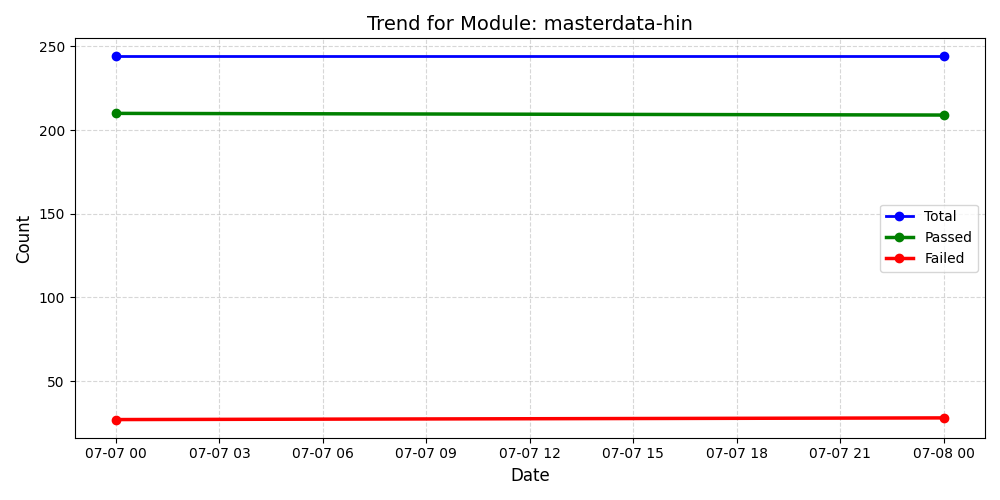 Trend for Module: masterdata-hin
250
200
150
100
50
Count
Total
Passed
Failed
07-07 00 07-07 03 07-07 06 07-07 09 07-07 12 07-07 15 07-07 18 07-07 21 07-08 00
Date